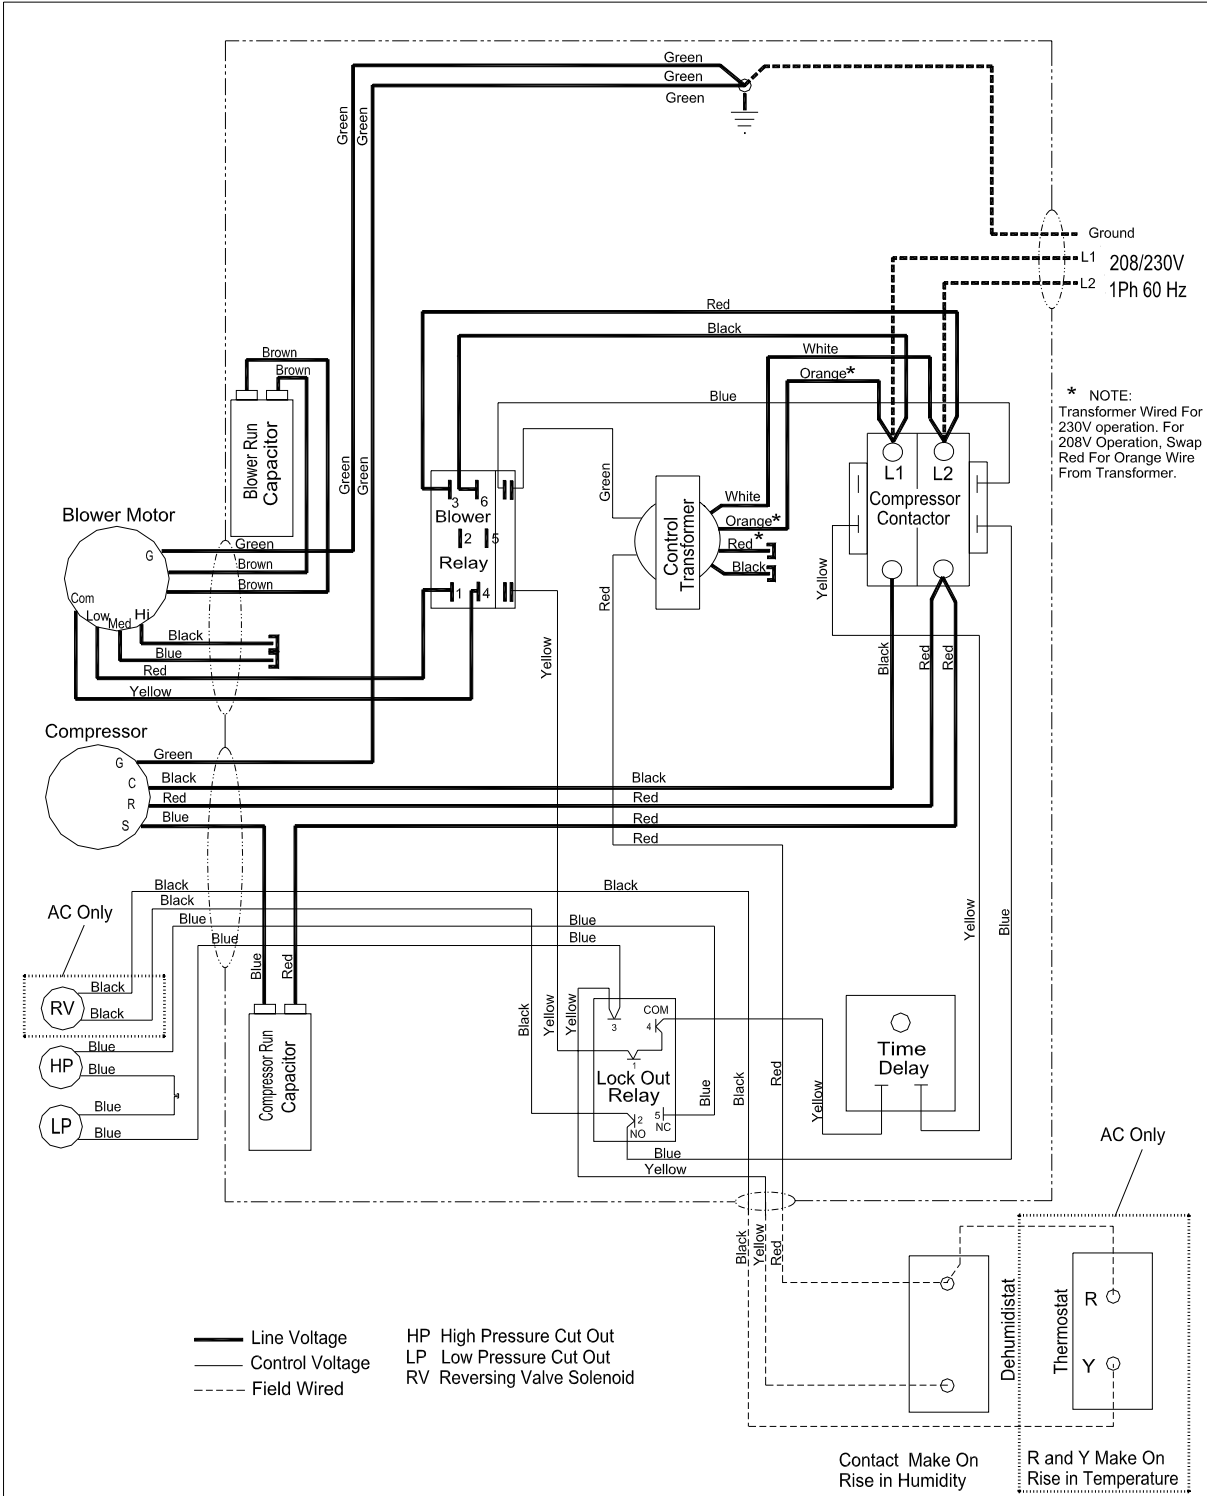 Green
Green
Green
Green
Green
Ground
L1
208/230V
L2
1Ph 60 Hz
Red
Black
White
Orange*
Blue
Brown
Brown
* NOTE:
Transformer Wired For
230V operation. For
208V Operation, Swap
Red For Orange Wire
From Transformer.
Blower Run
Capacitor
Green
Green
Green
L1 L2
Compressor
Contactor
3 6
Blower
2 5
Relay
1 4
Control
Transformer
White
Orange*
Red*
Black
Blower Motor
G
Green
Brown
Brown
Com
Low
Med
Hi
Black
Blue
Red
Yellow
Red
Yellow
Yellow
Black
Red
Red
Compressor
G
C
R
S
Green
Black
Red
Blue
Black
Red
Red
Red
Black
Black
Black
Blue
Blue
Blue
Blue
AC Only
Blue
Red
Yellow
Blue
RV
Black
Black
HP
Blue
Blue
LP
Blue
Blue
Compressor Run
Capacitor
Black
Yellow
Yellow
Yellow
3
COM
4
1
Lock Out
Relay
2
NO
5
NC
Blue
Black
Red
Yellow
Time
Delay
Blue
Yellow
AC Only
Black
Yellow
Red
Dehumidistat
Thermostat
R
Y
Line Voltage
Control Voltage
Field Wired
HP High Pressure Cut Out
LP Low Pressure Cut Out
RV Reversing Valve Solenoid
Contact Make On
Rise in Humidity
R and Y Make On
Rise in Temperature